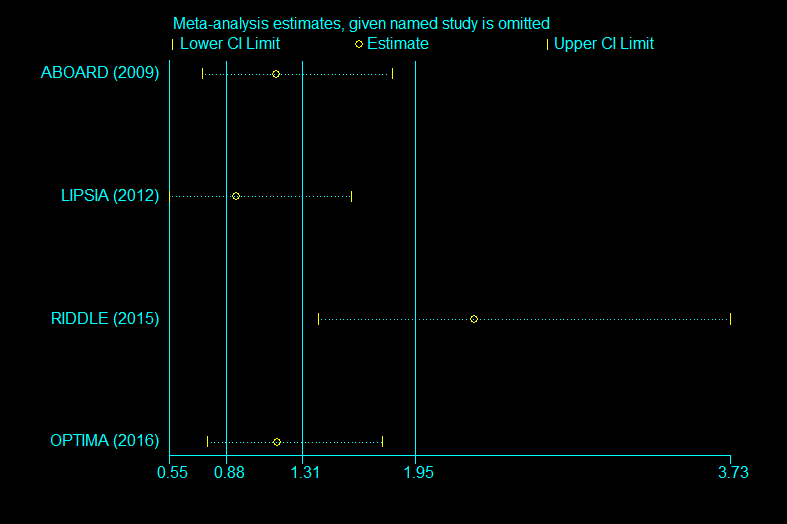 Meta-analysis estimates, given named study is omitted
Lower CI Limit Estimate Upper CI Limit
ABOARD (2009)
LIPSIA (2012)
RIDDLE (2015)
OPTIMA (2016)
0.55 0.88 1.31 1.95 3.73